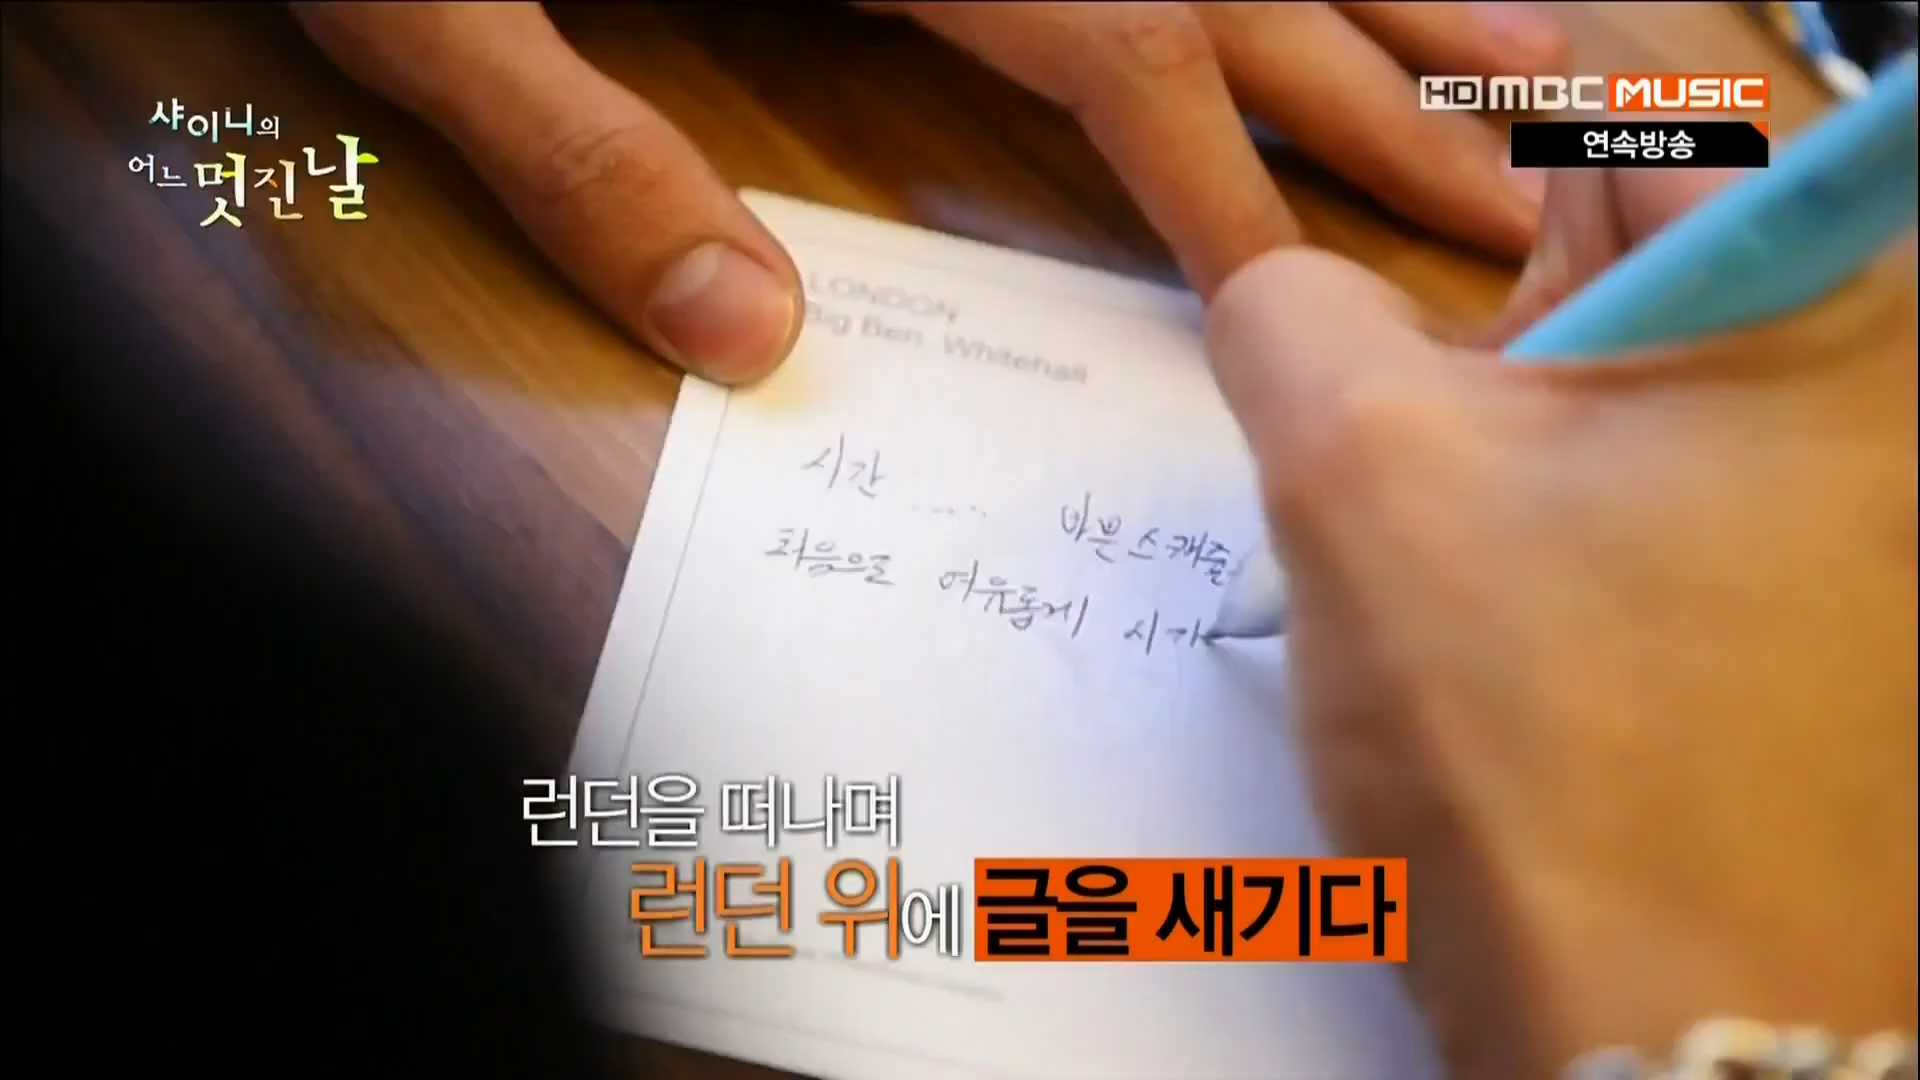 샤이니의
어느 멋진 날
HD MBC MUSIC
연속방송
LONDON
Big Ben Whitehall
시간 ..... 바쁜 스케줄
처음으로 여유롭게 시가
런던을 떠나며
런던 위에 글을 새기다